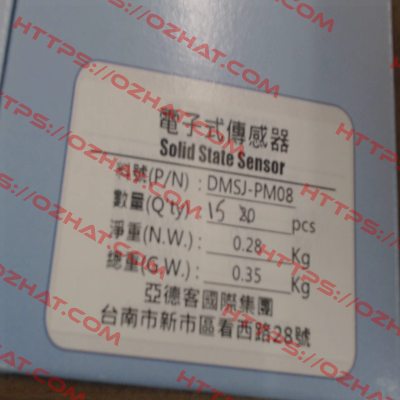 電子式傳感器
Solid State Sensor
編號(P/N) : DMSJ-PM08
數量(Q'ty) : 15 20 pcs
淨重(N.W.) : 0.28 Kg
總重(G.W.) : 0.35 Kg
亞德客國際集團
台南市新市區看西路28號
HTTPS://OZHAT.COM